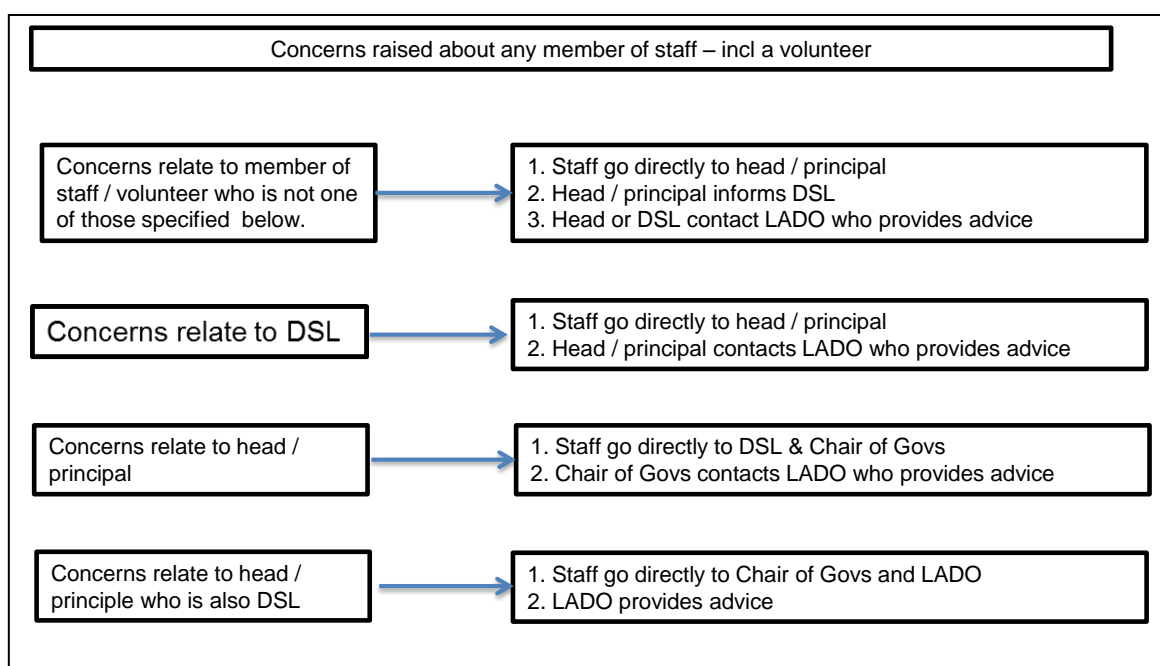 Concerns raised about any member of staff – incl a volunteer
Concerns relate to member of
staff / volunteer who is not one
of those specified below.
1. Staff go directly to head / principal
2. Head / principal informs DSL
3. Head or DSL contact LADO who provides advice
Concerns relate to DSL
1. Staff go directly to head / principal
2. Head / principal contacts LADO who provides advice
Concerns relate to head /
principal
1. Staff go directly to DSL & Chair of Govs
2. Chair of Govs contacts LADO who provides advice
Concerns relate to head /
principle who is also DSL
1. Staff go directly to Chair of Govs and LADO
2. LADO provides advice